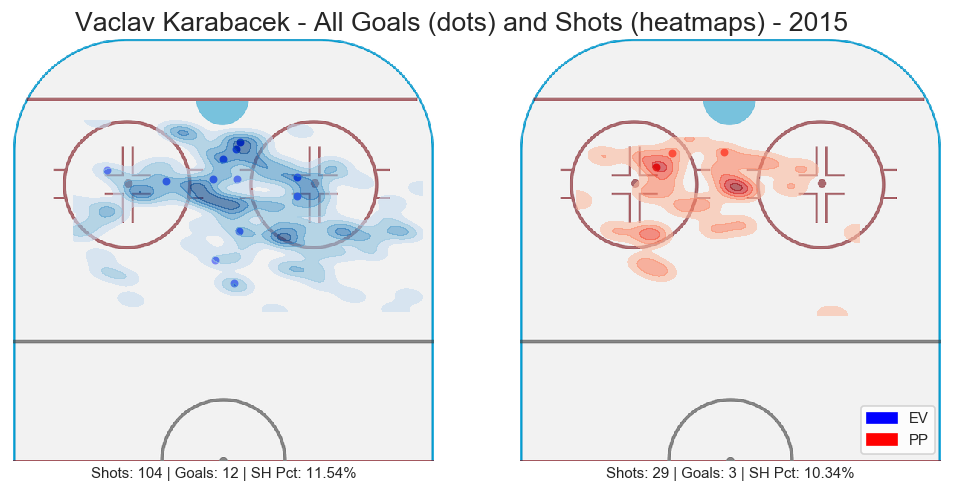 Vaclav Karabacek - All Goals (dots) and Shots (heatmaps) - 2015
EV
PP
Shots: 104 | Goals: 12 | SH Pct: 11.54%
Shots: 29 | Goals: 3 | SH Pct: 10.34%